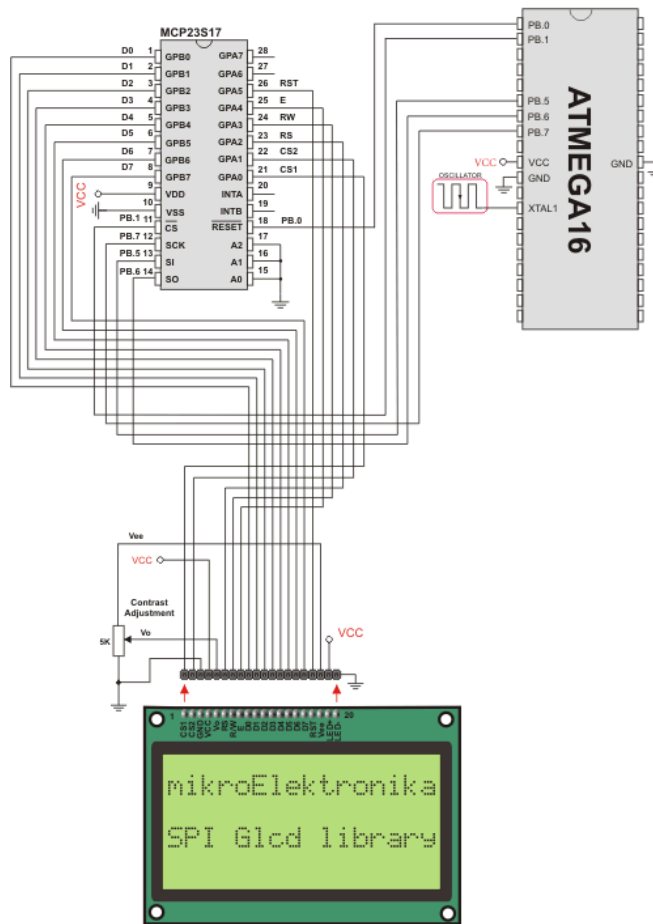 MCP23S17
D0 1 GPB0 GPA7 28
D1 2 GPB1 GPA6 27
D2 3 GPB2 GPA5 26 RST
D3 4 GPB3 GPA4 25 E
D4 5 GPB4 GPA3 24 RW
D5 6 GPB5 GPA2 23 RS
D6 7 GPB6 GPA1 22 CS2
D7 8 GPB7 GPA0 21 CS1
VCC 9 VDD INTA 20
10 VSS INTB 19
PB.1 11 CS RESET 18 PB.0
PB.7 12 SCK A2 17
PB.5 13 SI A1 16
PB.6 14 SO A0 15
ATMEGA16
PB.0
PB.1
PB.5
PB.6
PB.7
VCC VCC GND
GND
OSCILLATOR
XTAL1
Vee
VCC
Contrast
Adjustment
5K Vo
VCC
1 20
CS1 CS2 GND VCC Vo RS R/W E D0 D1 D2 D3 D4 D5 D6 D7 RST Vee LED+ LED-
mikroElektronika
SPI Glcd library